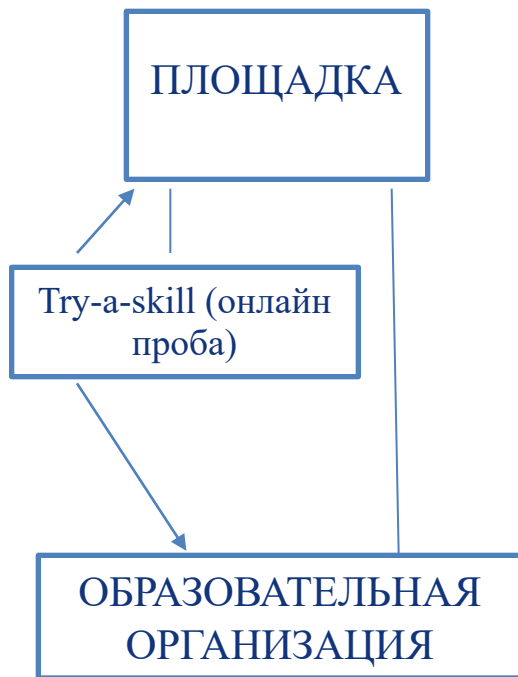 ПЛОЩАДКА
Try-a-skill (онлайн
проба)
ОБРАЗОВАТЕЛЬНАЯ
ОРГАНИЗАЦИЯ